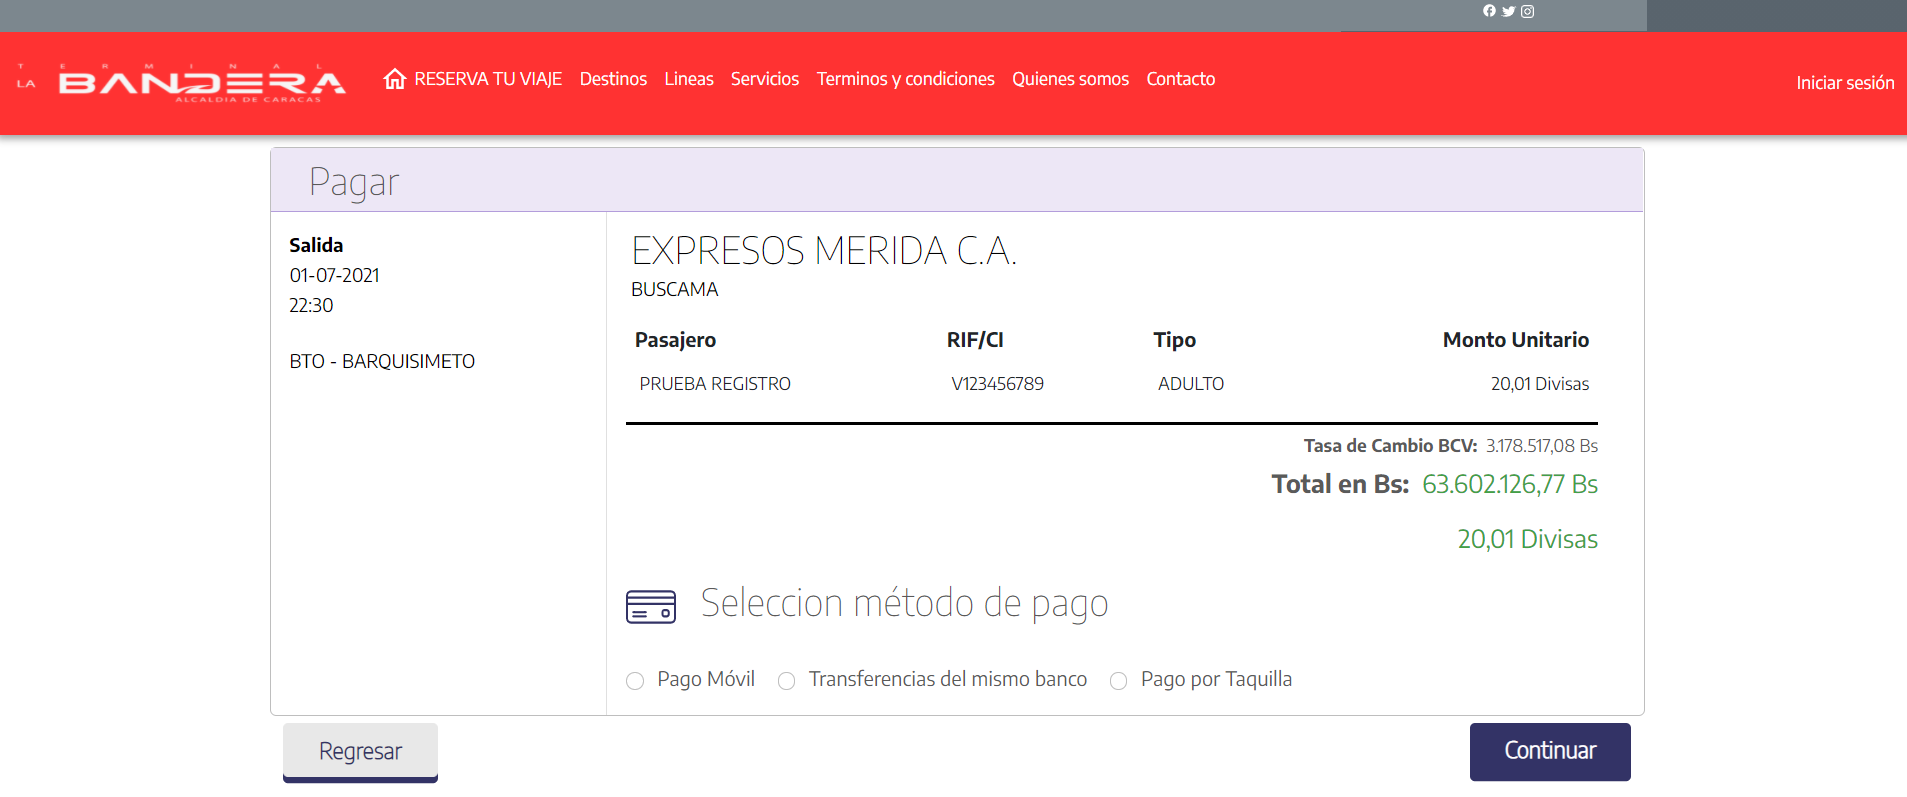 TERMINAL
LA BANDERA
ALCALDIA DE CARACAS
RESERVA TU VIAJE Destinos Lineas Servicios Terminos y condiciones Quienes somos Contacto
Iniciar sesión
Pagar
Salida
01-07-2021
22:30
BTO - BARQUISIMETO
EXPRESOS MERIDA C.A.
BUSCAMA
Pasajero RIF/CI Tipo Monto Unitario
PRUEBA REGISTRO V123456789 ADULTO 20,01 Divisas
Tasa de Cambio BCV: 3.178.517,08 Bs
Total en Bs: 63.602.126,77 Bs
20,01 Divisas
Seleccion método de pago
Pago Móvil Transferencias del mismo banco Pago por Taquilla
Regresar Continuar